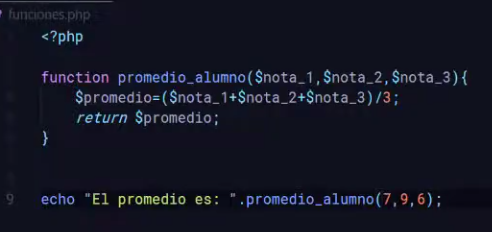 funciones.php
<?php
function promedio_alumno($nota_1,$nota_2,$nota_3){
$promedio=($nota_1+$nota_2+$nota_3)/3;
return $promedio;
}
9 echo "El promedio es: ".promedio_alumno(7,9,6);